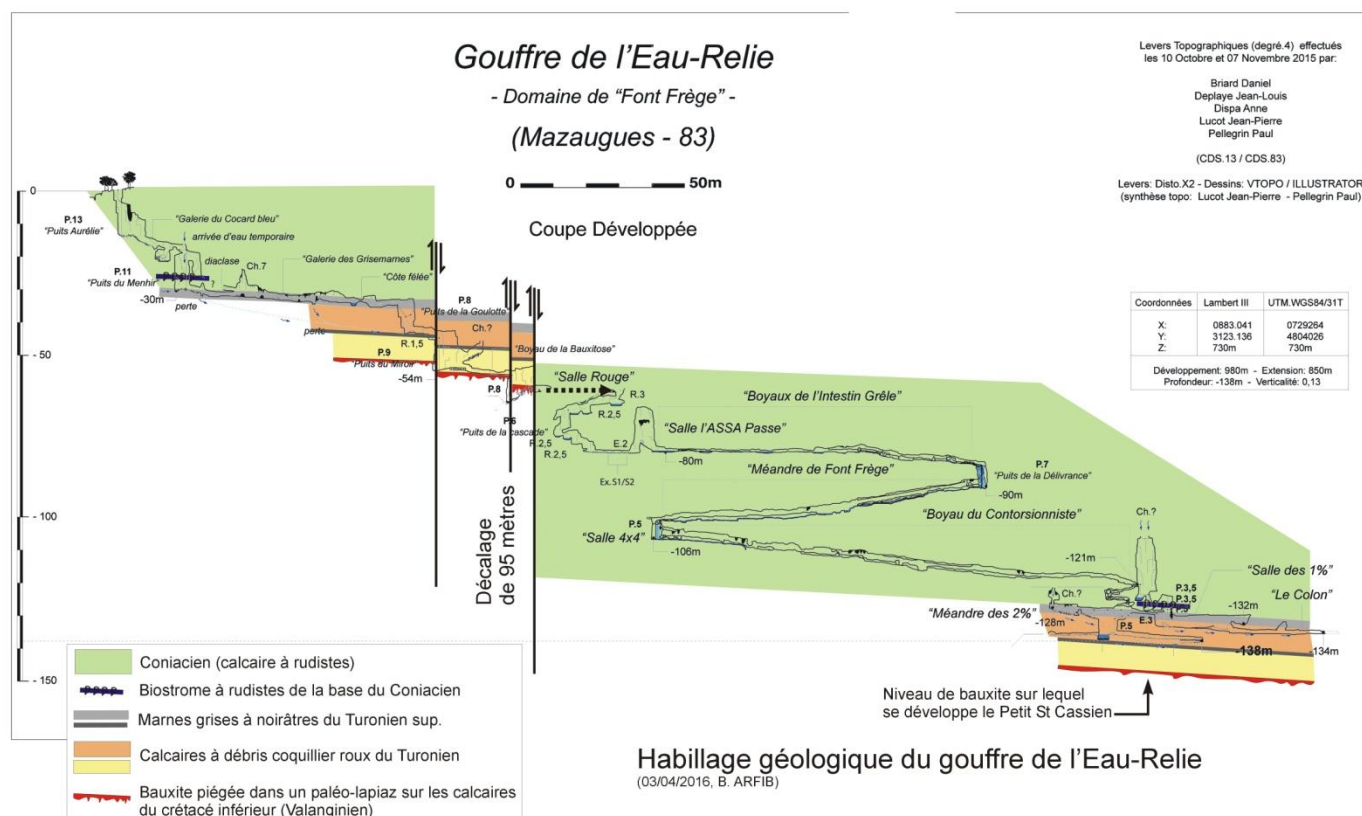 Gouffre de l'Eau-Relie
- Domaine de "Font Frège" -
(Mazaugues - 83)
0 50m
Coupe Développée
Levers Topographiques (degré.4) effectués
les 10 Octobre et 07 Novembre 2015 par:
Briard Daniel
Deplaye Jean-Louis
Dispa Anne
Lucot Jean-Pierre
Pellegrin Paul
(CDS.13 / CDS.83)
Levers: Disto.X2 - Dessins: VTOPO / ILLUSTRATOR
(synthèse topo: Lucot Jean-Pierre - Pellegrin Paul)
Coordonnées Lambert III UTM.WGS84/31T
X: 0883.041 0729264
Y: 3123.136 4804026
Z: 730m 730m
Développement: 980m - Extension: 850m
Profondeur: -138m - Verticalité: 0,13
0
- 50
- 100
- 150
P.13
"Puits Aurélie"
"Galerie du Cocard bleu"
arrivée d'eau temporaire
diaclase
Ch.7
"Galerie des Grisemarnes"
"Côte fêlée"
P.11
"Puits du Menhir"
?
-30m
perte
perte
P.8
"Puits de la Goulotte"
Ch.?
R.1,5
"Boyau de la Bauxitose"
P.9
"Puits du Miroir"
-54m
P.8
P.6
"Puits de la cascade"
"Salle Rouge"
R.3
R.2,5
R.2,5
R.2,5
E.2
Ex.S1/S2
"Salle l'ASSA Passe"
"Boyaux de l'Intestin Grêle"
-80m
"Méandre de Font Frège"
P.7
"Puits de la Délivrance"
-90m
"Boyau du Contorsionniste"
P.5
"Salle 4x4"
-106m
Ch.?
-121m
"Salle des 1%"
P.3,5
P.3,5
"Le Colon"
Ch.?
-132m
"Méandre des 2%"
-128m
P.5
E.3
-138m
-134m
Décalage
de 95 mètres
Niveau de bauxite sur lequel
se développe le Petit St Cassien
Coniacien (calcaire à rudistes)
Biostrome à rudistes de la base du Coniacien
Marnes grises à noirâtres du Turonien sup.
Calcaires à débris coquillier roux du Turonien
Bauxite piégée dans un paléo-lapiaz sur les calcaires
du crétacé inférieur (Valanginien)
Habillage géologique du gouffre de l'Eau-Relie
(03/04/2016, B. ARFIB)